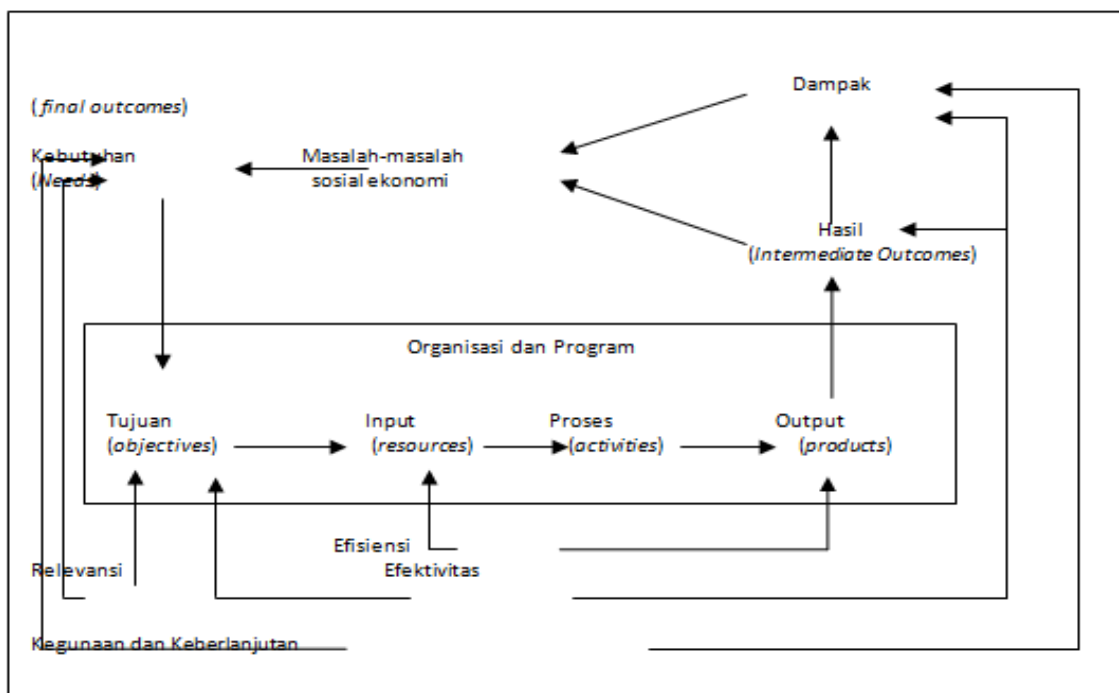 Dampak
(final outcomes)
Kebutuhan
(Needs)
Masalah-masalah
sosial ekonomi
Hasil
(Intermediate Outcomes)
Organisasi dan Program
Tujuan
(objectives)
Input
(resources)
Proses
(activities)
Output
(products)
Efisiensi
Relevansi
Efektivitas
Kegunaan dan Keberlanjutan